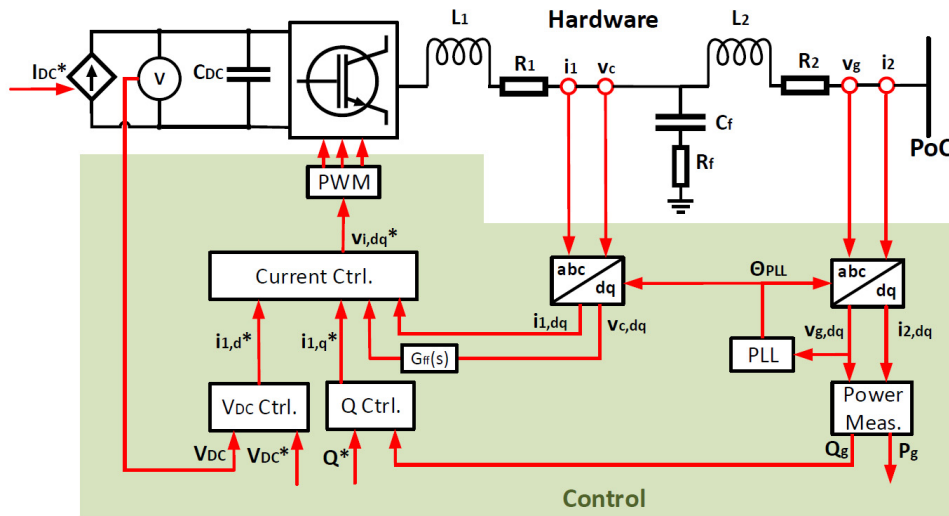 Hardware
L1
L2
IDC*
V
CDC
R1
i1
vc
R2
vg
i2
Cf
Rf
PoC
PWM
vi,dq*
Current Ctrl.
abc
dq
ΘPLL
abc
dq
i1,d*
i1,q*
i1,dq
vc,dq
vg,dq
i2,dq
Gff(s)
PLL
VDC Ctrl.
Q Ctrl.
Power
Meas.
VDC
VDC*
Q*
Qg
Pg
Control